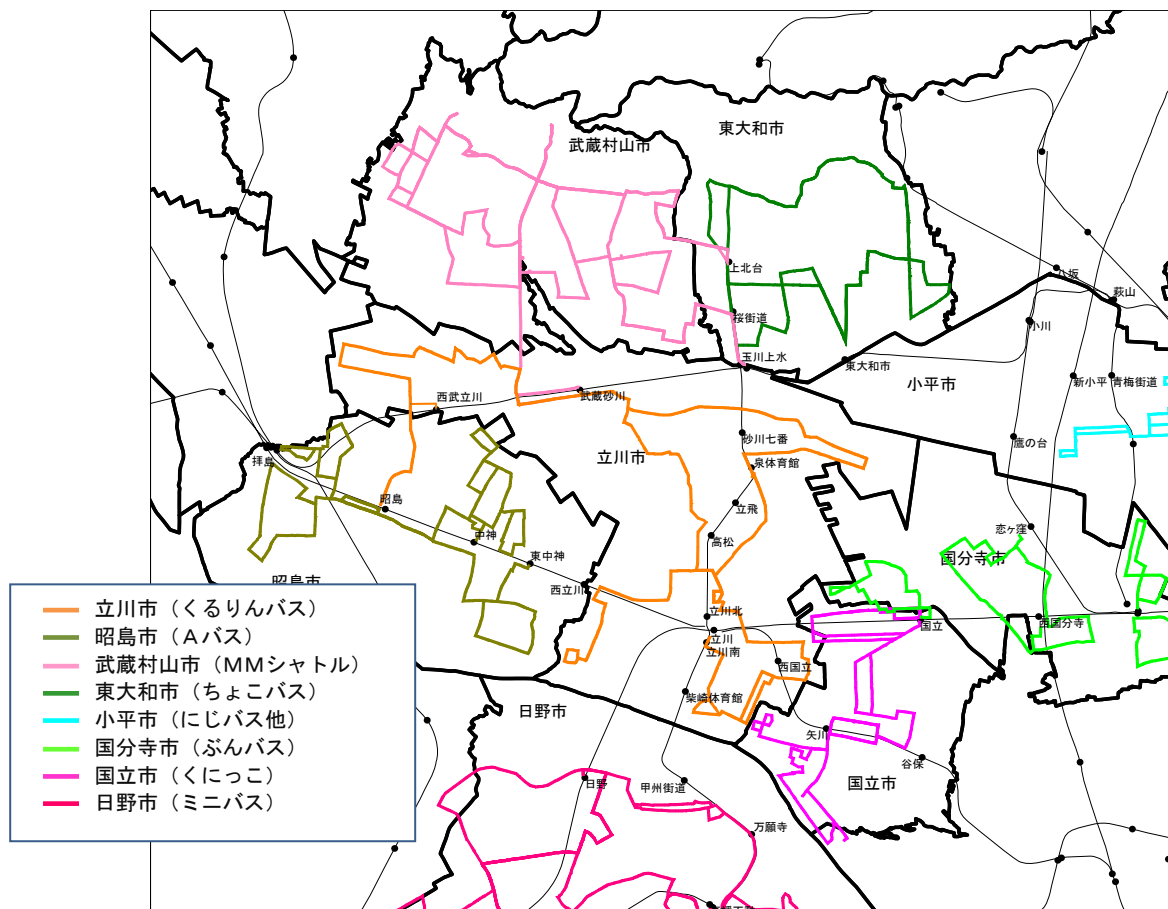 東大和市
武蔵村山市
上北台
八坂
萩山
桜街道
小川
玉川上水
東大和市
小平市
新小平
青梅街道
西武立川
武蔵砂川
砂川七番
鷹の台
立川市
泉体育館
拝島
昭島
立飛
恋ヶ窪
中神
高松
東中神
国分寺市
昭島市
西立川
立川北
国立
西国分寺
立川
立川南
西国立
柴崎体育館
日野市
矢川
谷保
日野
甲州街道
国立市
万願寺
立川市（くるりんバス）
昭島市（Ａバス）
武蔵村山市（ＭＭシャトル）
東大和市（ちょこバス）
小平市（にじバス他）
国分寺市（ぶんバス）
国立市（くにっこ）
日野市（ミニバス）